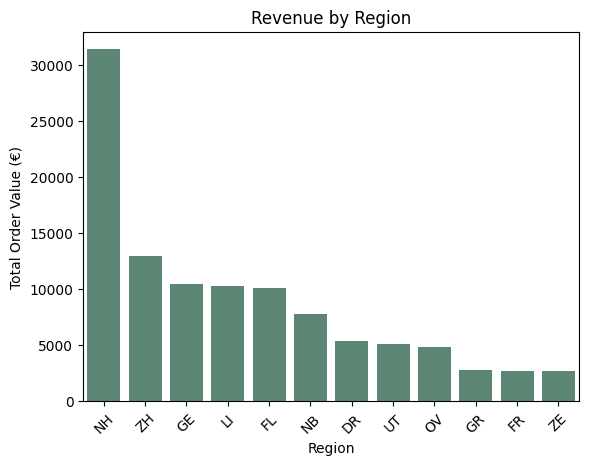 Revenue by Region
Total Order Value (€)
30000
25000
20000
15000
10000
5000
0
NH ZH GE LI FL NB DR UT OV GR FR ZE
Region